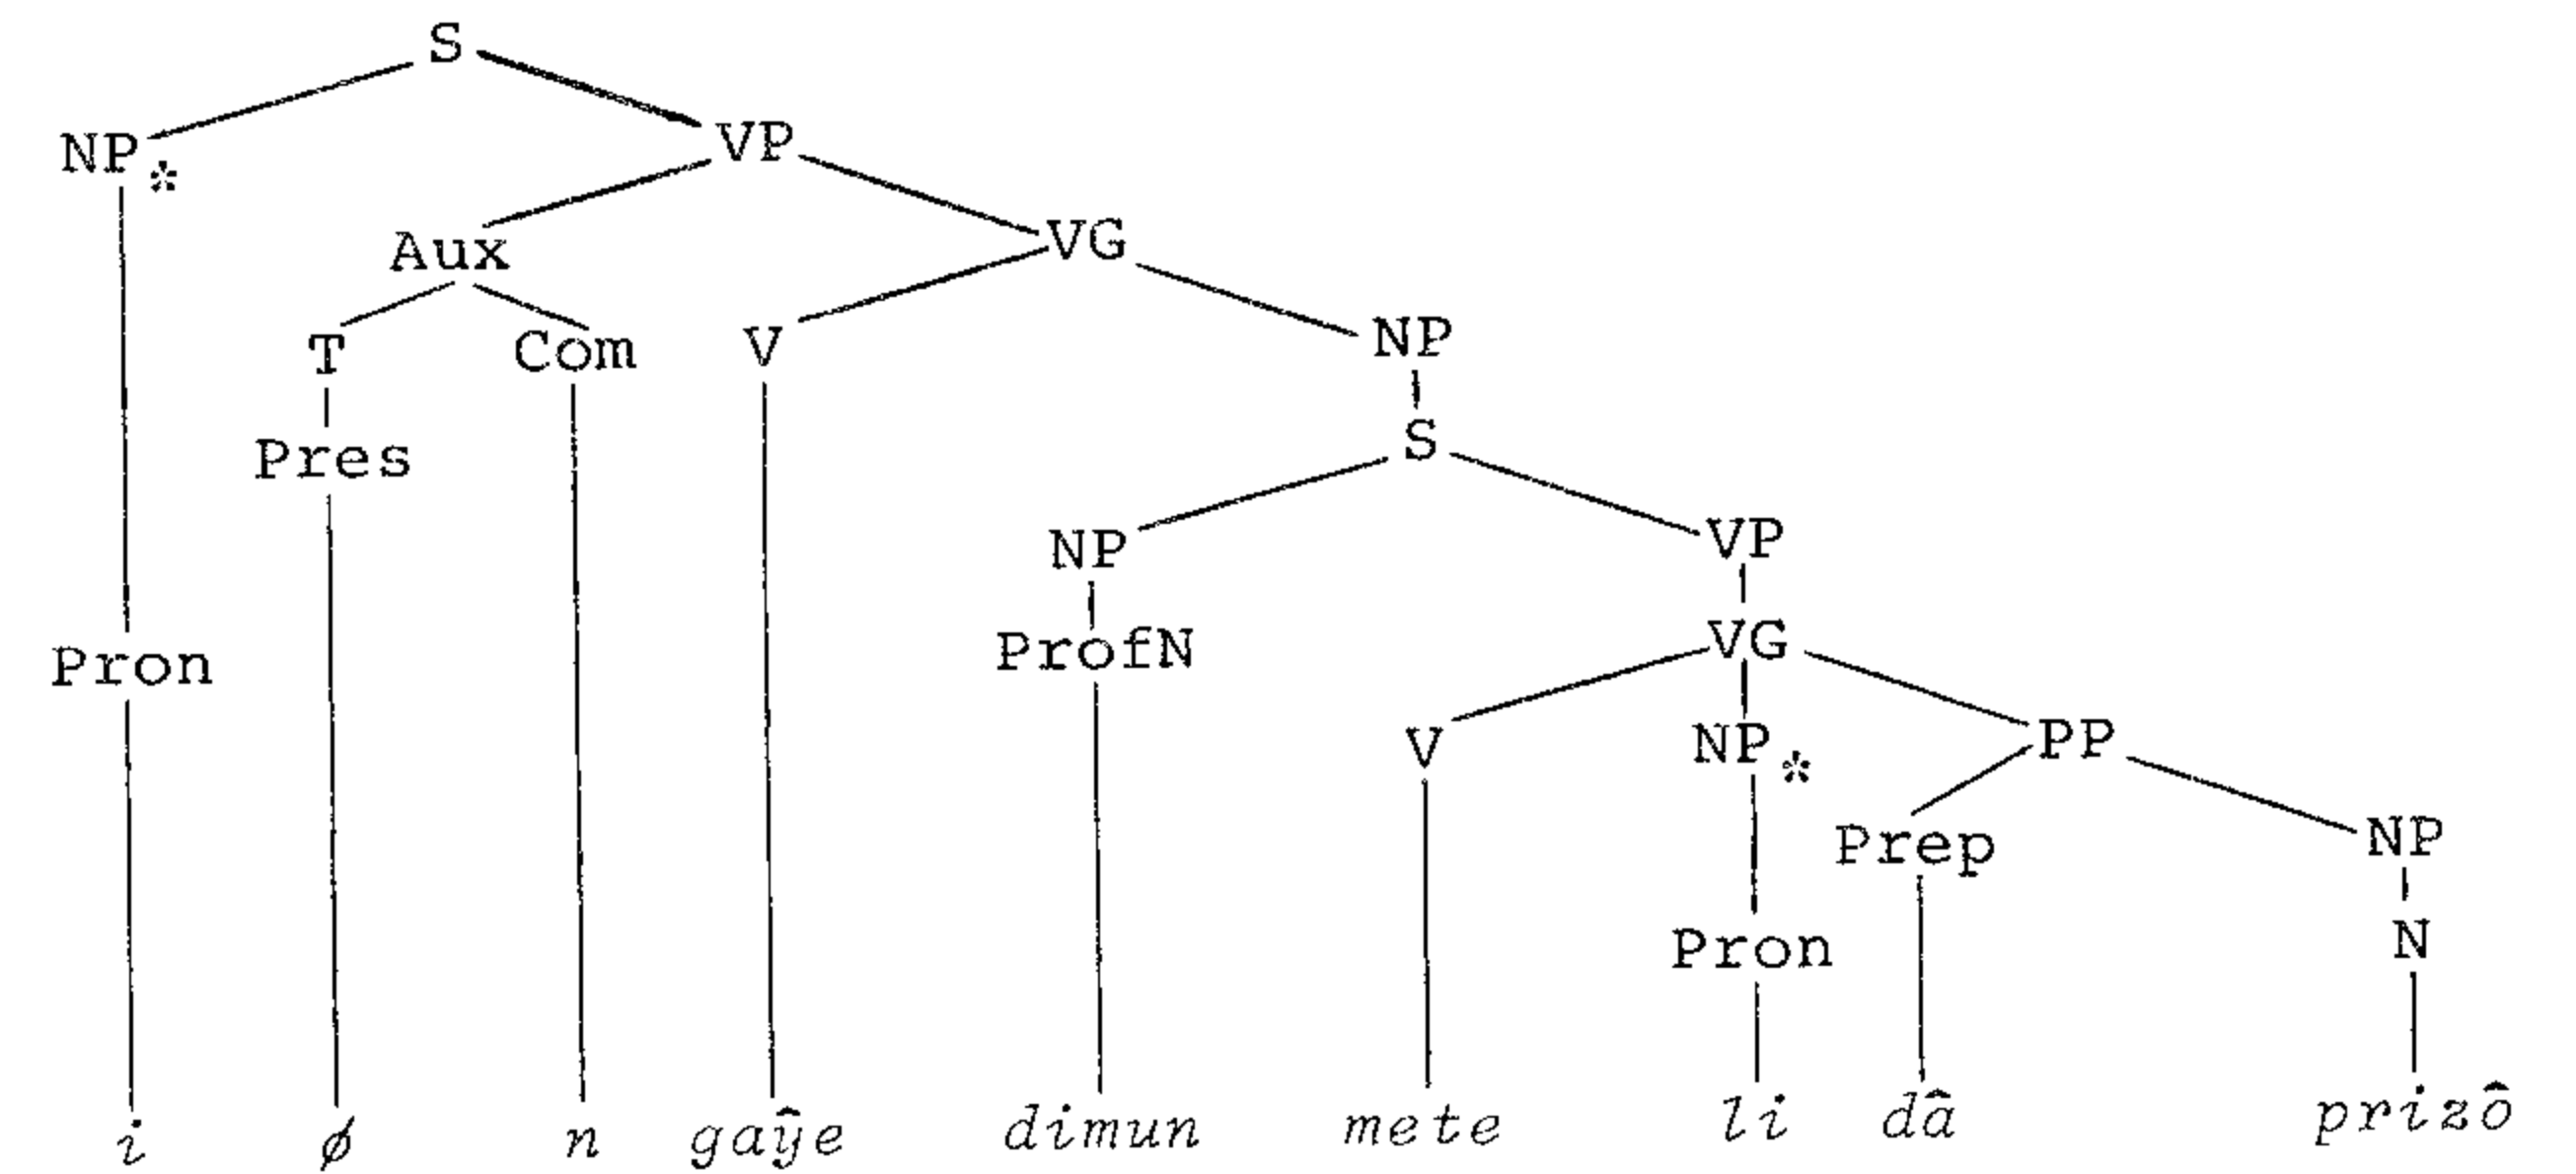 S
NP* VP
Aux VG
T Com V NP
Pres S
NP VP
Pron ProfN VG
V NP* PP
Prep NP
Pron N
i ø n gaŷe dimun mete li dâ prizô